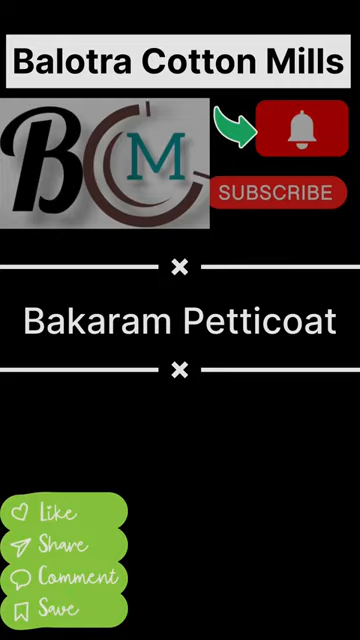 Balotra Cotton Mills
BCM
SUBSCRIBE
Bakaram Petticoat
Like
Share
Comment
Save